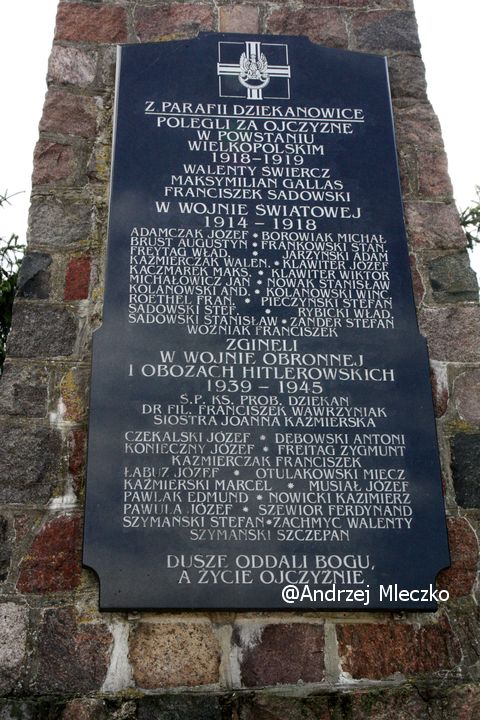 Z PARAFII DZIEKANOWICE
POLEGLI ZA OJCZYZNE
W POWSTANIU
WIELKOPOLSKIM
1918-1919
WALENTY ŚWIERCZ
MAKSYMILIAN GALLAS
FRANCISZEK SADOWSKI
W WOJNIE ŚWIATOWEJ
1914 - 1918
ADAMCZAK JÓZEF * BOROWIAK MICHAŁ
BRUST AUGUSTYN * FRANKOWSKI STAN.
FREYTAG WŁAD. * JARZYŃSKI ADAM
KAŹMIERCZAK WALEN. * KLAWITER JÓZEF
KACZMAREK MAKS. * KLAWITER WIKTOR
MICHAŁOWICZ JAN * NOWAK STANISŁAW
KOLANOWSKI AND. * KOLANOWSKI WINC.
ROETHEL FRAN. * PIECZYŃSKI STEFAN
SADOWSKI STEF. * RYBICKI WŁAD.
SADOWSKI STANISŁAW * ZANDER STEFAN
WOŹNIAK FRANCISZEK
ZGINELI
W WOJNIE OBRONNEJ
I OBOZACH HITLEROWSKICH
1939 - 1945
Ś.P. KS. PROB. DZIEKAN
DR FIL. FRANCISZEK WAWRZYNIAK
SIOSTRA JOANNA KAŹMIERSKA
CZEKALSKI JÓZEF * DEBOWSKI ANTONI
KONIECZNY JÓZEF * FREITAG ZYGMUNT
KAŹMIERCZAK FRANCISZEK
ŁABUZ JÓZEF * OTULAKOWSKI MIECZ
KAŹMIERSKI MARCEL * MUSIAŁ JÓZEF
PAWLAK EDMUND * NOWICKI KAZIMIERZ
PAWUŁA JÓZEF * SZEWIOR FERDYNAND
SZYMAŃSKI STEFAN * ZACHMYC WALENTY
SZYMAŃSKI SZCZEPAN
DUSZE ODDALI BOGU,
A ŻYCIE OJCZYŹNIE
@Andrzej Mleczko